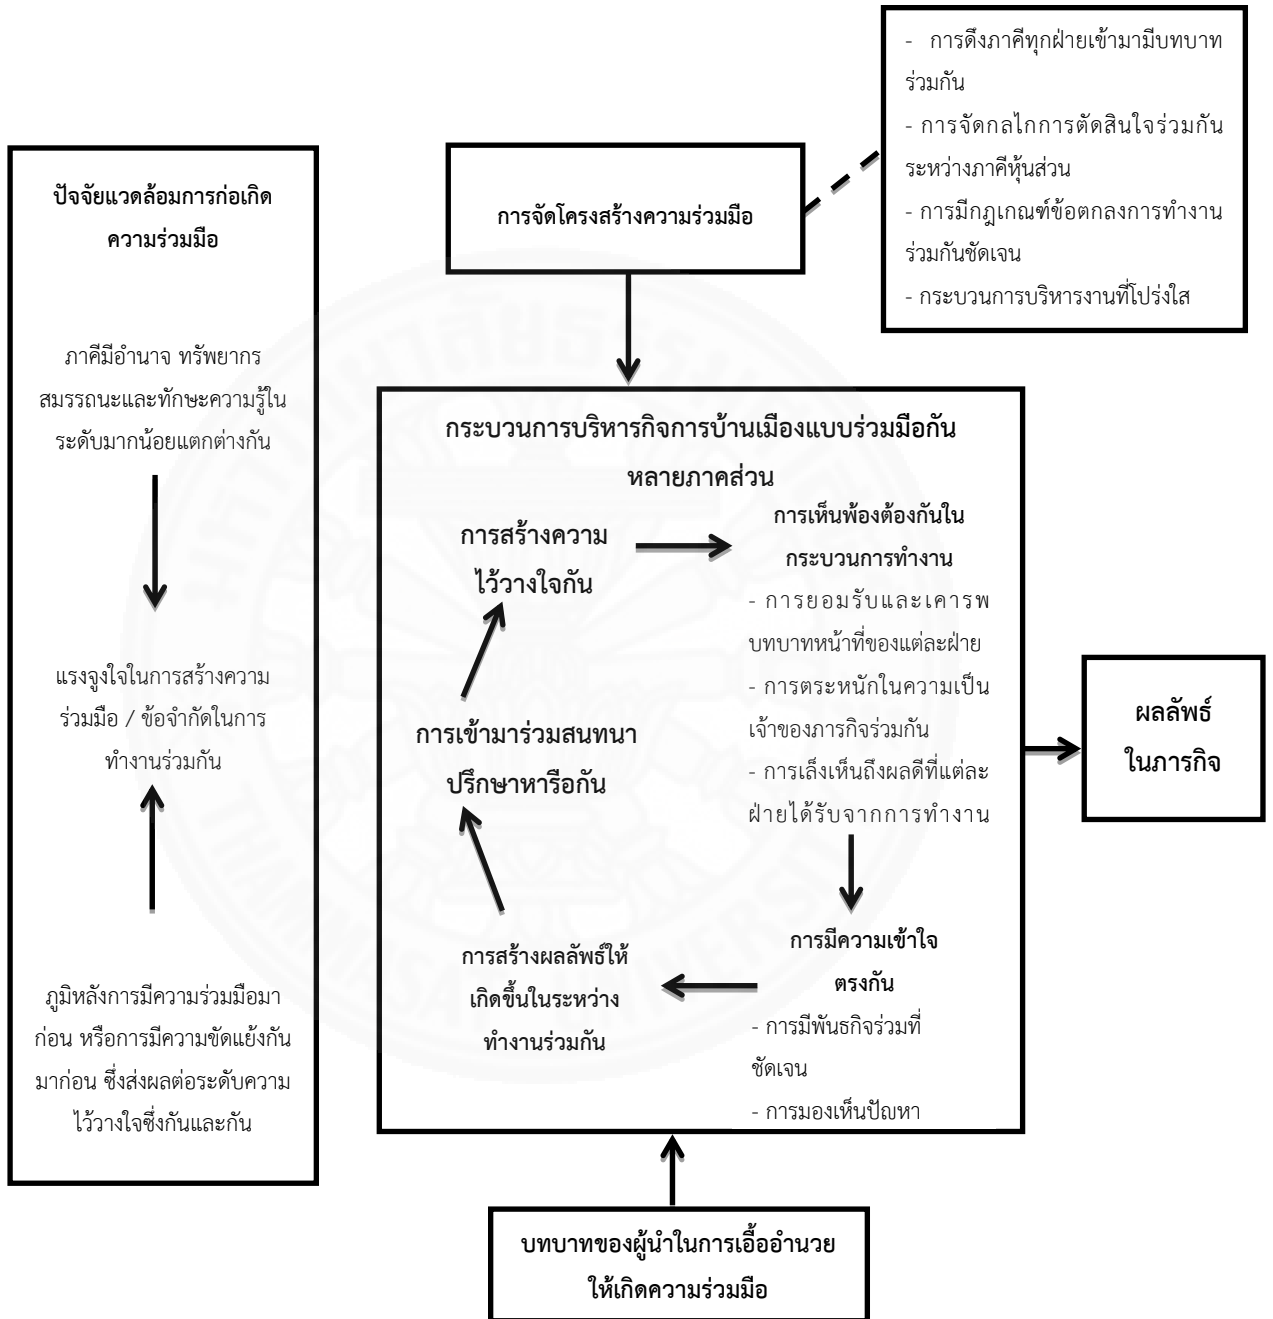 - การดึงภาคีทุกฝ่ายเข้ามามีบทบาท
ร่วมกัน
- การจัดกลไกการตัดสินใจร่วมกัน
ระหว่างภาคีหุ้นส่วน
- การมีกฎเกณฑ์ข้อตกลงการทำงาน
ร่วมกันชัดเจน
- กระบวนการบริหารงานที่โปร่งใส
การจัดโครงสร้างความร่วมมือ
ปัจจัยแวดล้อมการก่อเกิด
ความร่วมมือ
ภาคีมีอำนาจ ทรัพยากร
สมรรถนะและทักษะความรู้ใน
ระดับมากน้อยแตกต่างกัน
แรงจูงใจในการสร้างความ
ร่วมมือ / ข้อจำกัดในการ
ทำงานร่วมกัน
ภูมิหลังการมีความร่วมมือมา
ก่อน หรือการมีความขัดแย้งกัน
มาก่อน ซึ่งส่งผลต่อระดับความ
ไว้วางใจซึ่งกันและกัน
กระบวนการบริหารกิจการบ้านเมืองแบบร่วมมือกัน
หลายภาคส่วน
การสร้างความ
ไว้วางใจกัน
การเห็นพ้องต้องกันใน
กระบวนการทำงาน
- การยอมรับและเคารพ
บทบาทหน้าที่ของแต่ละฝ่าย
- การตระหนักในความเป็น
เจ้าของภารกิจร่วมกัน
- การเล็งเห็นถึงผลดีที่แต่ละ
ฝ่ายได้รับจากการทำงาน
การเข้ามาร่วมสนทนา
ปรึกษาหารือกัน
การมีความเข้าใจ
ตรงกัน
- การมีพันธกิจร่วมที่
ชัดเจน
- การมองเห็นปัญหา
การสร้างผลลัพธ์ให้
เกิดขึ้นในระหว่าง
ทำงานร่วมกัน
ผลลัพธ์
ในภารกิจ
บทบาทของผู้นำในการเอื้ออำนวย
ให้เกิดความร่วมมือ
THAMMASAT UNIVERSITY